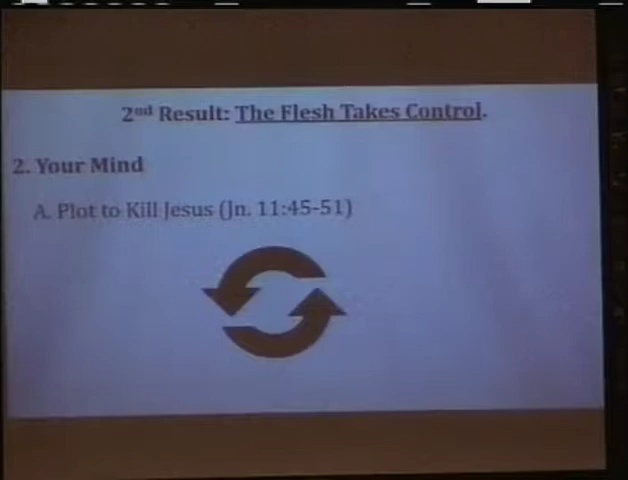 2nd Result: The Flesh Takes Control.
2. Your Mind
A. Plot to Kill Jesus (Jn. 11:45-51)